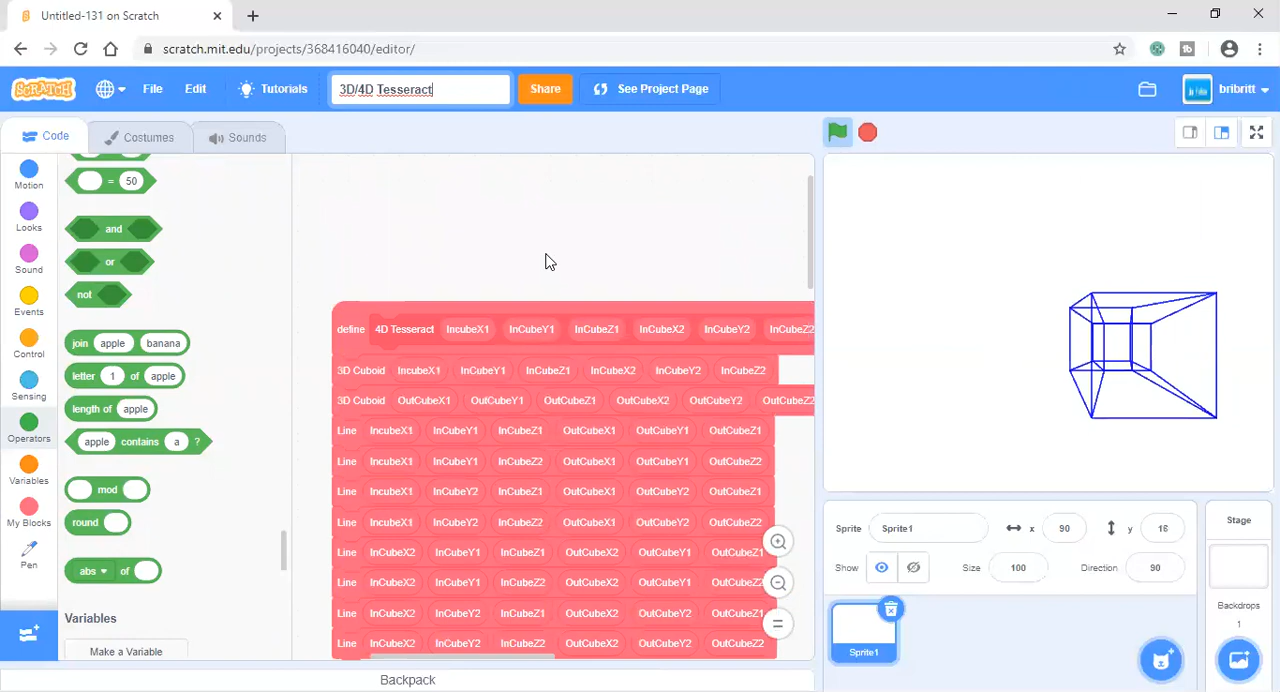 Untitled-131 on Scratch
scratch.mit.edu/projects/368416040/editor/
SCRATCH File Edit Tutorials 3D/4D Tesseract Share See Project Page bribritt
Code Costumes Sounds
Motion
Looks
Sound
Events
Control
Sensing
Operators
Variables
My Blocks
Pen
= 50
and
or
not
join apple banana
letter 1 of apple
length of apple
apple contains a ?
mod
round
abs of
Variables
Make a Variable
define 4D Tesseract IncubeX1 InCubeY1 InCubeZ1 InCubeX2 InCubeY2 InCubeZ2
3D Cuboid IncubeX1 InCubeY1 InCubeZ1 InCubeX2 InCubeY2 InCubeZ2
3D Cuboid OutCubeX1 OutCubeY1 OutCubeZ1 OutCubeX2 OutCubeY2 OutCubeZ2
Line IncubeX1 InCubeY1 InCubeZ1 OutCubeX1 OutCubeY1 OutCubeZ1
Line IncubeX1 InCubeY1 InCubeZ2 OutCubeX1 OutCubeY1 OutCubeZ2
Line IncubeX1 InCubeY2 InCubeZ1 OutCubeX1 OutCubeY2 OutCubeZ1
Line IncubeX1 InCubeY2 InCubeZ2 OutCubeX1 OutCubeY2 OutCubeZ2
Line InCubeX2 InCubeY1 InCubeZ1 OutCubeX2 OutCubeY1 OutCubeZ1
Line InCubeX2 InCubeY1 InCubeZ2 OutCubeX2 OutCubeY1 OutCubeZ2
Line InCubeX2 InCubeY2 InCubeZ1 OutCubeX2 OutCubeY2 OutCubeZ1
Line InCubeX2 InCubeY2 InCubeZ2 OutCubeX2 OutCubeY2 OutCubeZ2
Backpack
Sprite Sprite1 x 90 y 16
Show Size 100 Direction 90
Sprite1
Stage
Backdrops
1